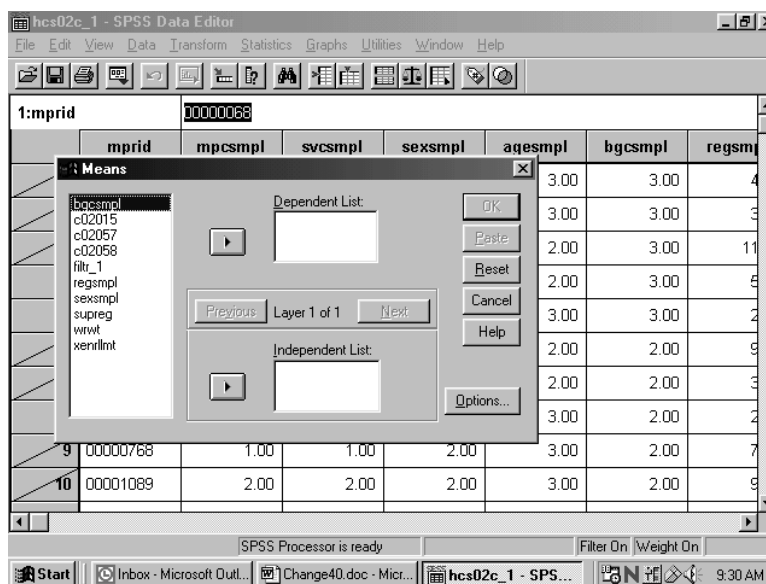 hcs02c_1 - SPSS Data Editor
File Edit View Data Transform Statistics Graphs Utilities Window Help
1:mprid 00000068
mprid mpcsmpl svcsmpl sexsmpl agesmpl bgcsmpl regsmp
Means
bgcsmpl
c02015
c02057
c02058
filtr_1
regsmpl
sexsmpl
supreg
wrwt
xenrllmt
Dependent List:
Previous Layer 1 of 1 Next
Independent List:
OK
Paste
Reset
Cancel
Help
Options...
3.00 3.00 4
3.00 3.00 3
2.00 3.00 11
2.00 3.00 5
3.00 3.00 2
2.00 2.00 9
2.00 2.00 3
3.00 2.00 2
9 00000768 1.00 1.00 2.00 3.00 2.00 7
10 00001089 2.00 2.00 2.00 3.00 2.00 9
SPSS Processor is ready Filter On Weight On
Start Inbox - Microsoft Outl... Change40.doc - Micr... hcs02c_1 - SPS... 9:30 AM